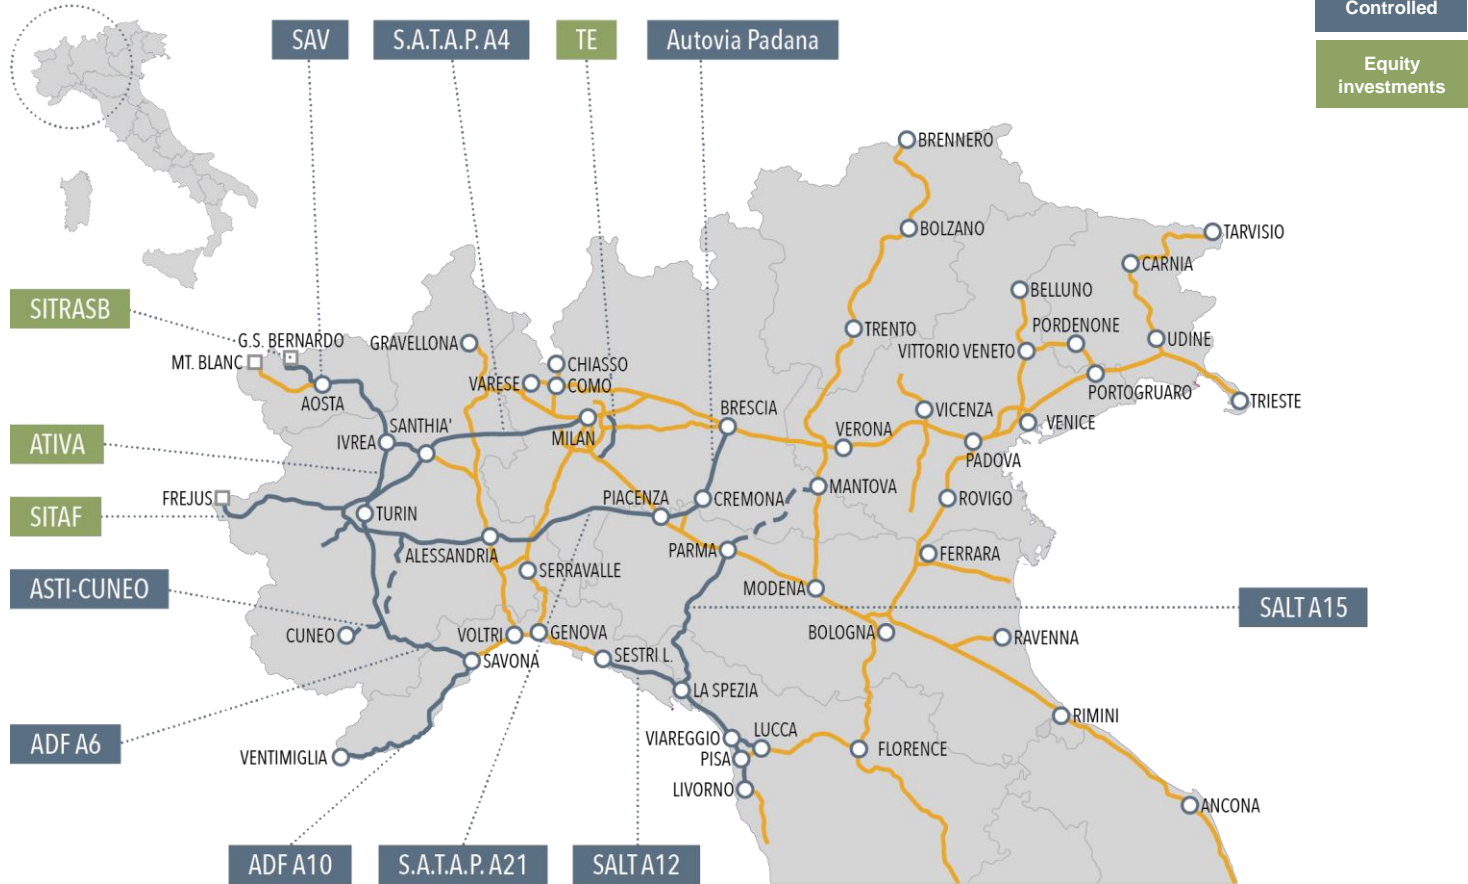 Controlled
Equity
investments
SAV
S.A.T.A.P. A4
TE
Autovia Padana
BRENNERO
BOLZANO
TARVISIO
CARNIA
BELLUNO
SITRASB
G.S. BERNARDO
MT. BLANC
GRAVELLONA
CHIASSO
VARESE
COMO
TRENTO
PORDENONE
VITTORIO VENETO
UDINE
PORTOGRUARO
TRIESTE
AOSTA
SANTHIA'
IVREA
MILAN
BRESCIA
VERONA
VICENZA
VENICE
PADOVA
ATIVA
FREJUS
SITAF
TURIN
PIACENZA
CREMONA
MANTOVA
ROVIGO
ALESSANDRIA
PARMA
FERRARA
SERRAVALLE
MODENA
ASTI-CUNEO
SALT A15
CUNEO
VOLTRI
GENOVA
BOLOGNA
RAVENNA
SAVONA
SESTRI L.
LA SPEZIA
RIMINI
ADF A6
VENTIMIGLIA
VIAREGGIO
LUCCA
PISA
FLORENCE
LIVORNO
ANCONA
ADF A10
S.A.T.A.P. A21
SALT A12